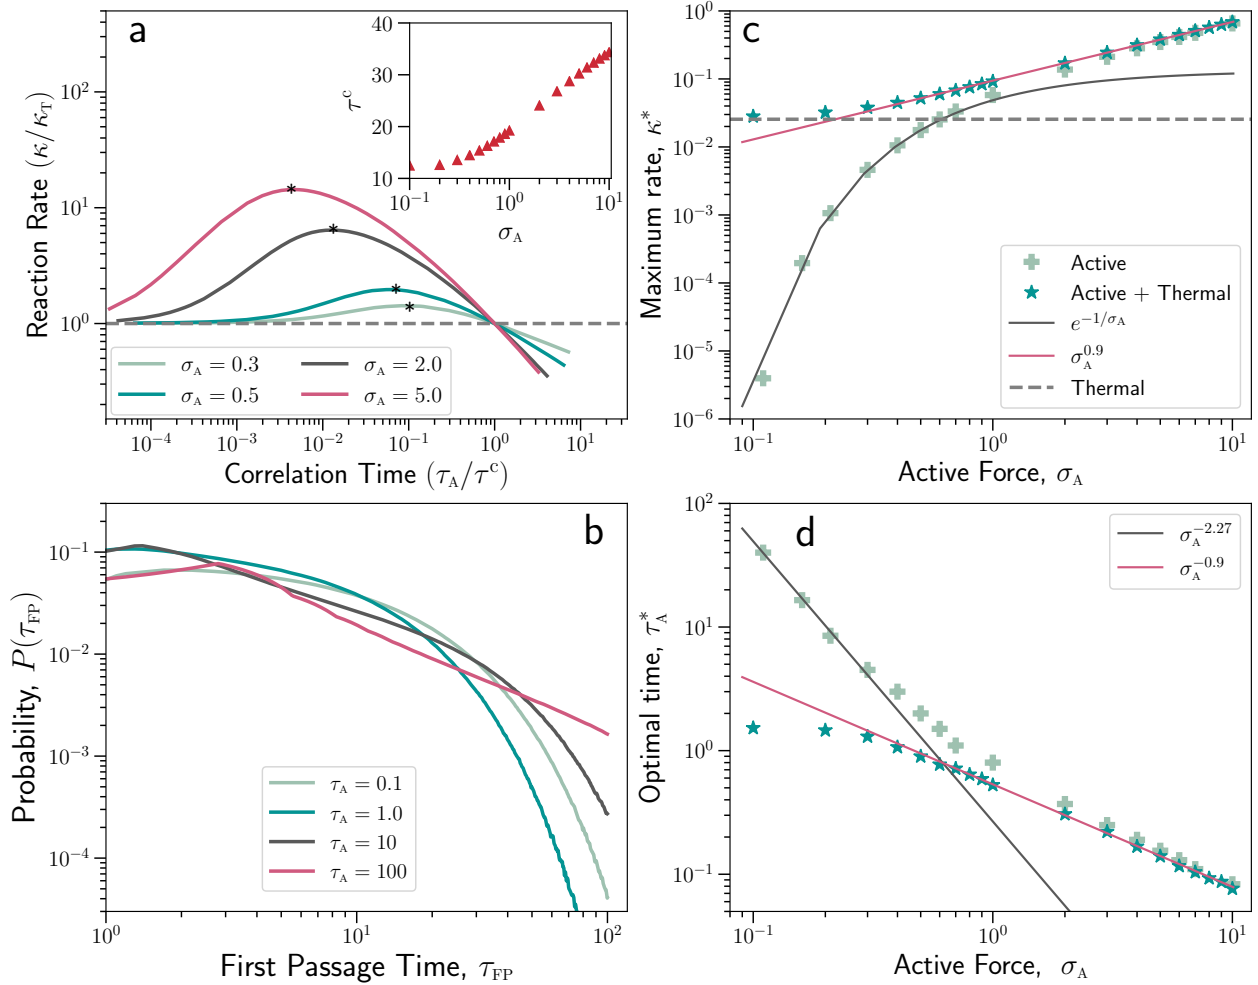 a
Reaction Rate (κ/κ_T)
10^2
10^1
10^0
10^-4
10^-3
10^-2
10^-1
10^0
10^1
Correlation Time (τ_A/τ^c)
σ_A = 0.3
σ_A = 0.5
σ_A = 2.0
σ_A = 5.0
τ^c
40
30
20
10
10^-1
10^0
10^1
σ_A
c
Maximum rate, κ*
10^0
10^-1
10^-2
10^-3
10^-4
10^-5
10^-6
Active
Active + Thermal
e^{-1/σ_A}
σ_A^0.9
Thermal
10^-1
10^0
10^1
Active Force, σ_A
b
Probability, P(τ_FP)
10^-1
10^-2
10^-3
10^-4
τ_A = 0.1
τ_A = 1.0
τ_A = 10
τ_A = 100
10^0
10^1
10^2
First Passage Time, τ_FP
d
Optimal time, τ_A*
10^2
10^1
10^0
10^-1
σ_A^-2.27
σ_A^-0.9
10^-1
10^0
10^1
Active Force, σ_A